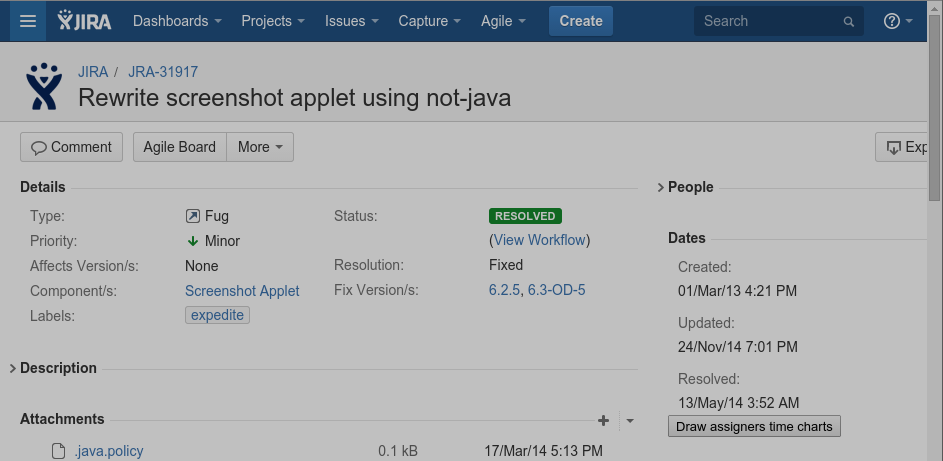 JIRA Dashboards Projects Issues Capture Agile Create Search ?
JIRA / JRA-31917
Rewrite screenshot applet using not-java
Comment Agile Board More Exp
Details
Type: Fug
Priority: Minor
Affects Version/s: None
Component/s: Screenshot Applet
Labels: expedite
Status: RESOLVED
(View Workflow)
Resolution: Fixed
Fix Version/s: 6.2.5, 6.3-OD-5
Description
Attachments
.java.policy 0.1 kB 17/Mar/14 5:13 PM
People
Dates
Created:
01/Mar/13 4:21 PM
Updated:
24/Nov/14 7:01 PM
Resolved:
13/May/14 3:52 AM
Draw assigners time charts